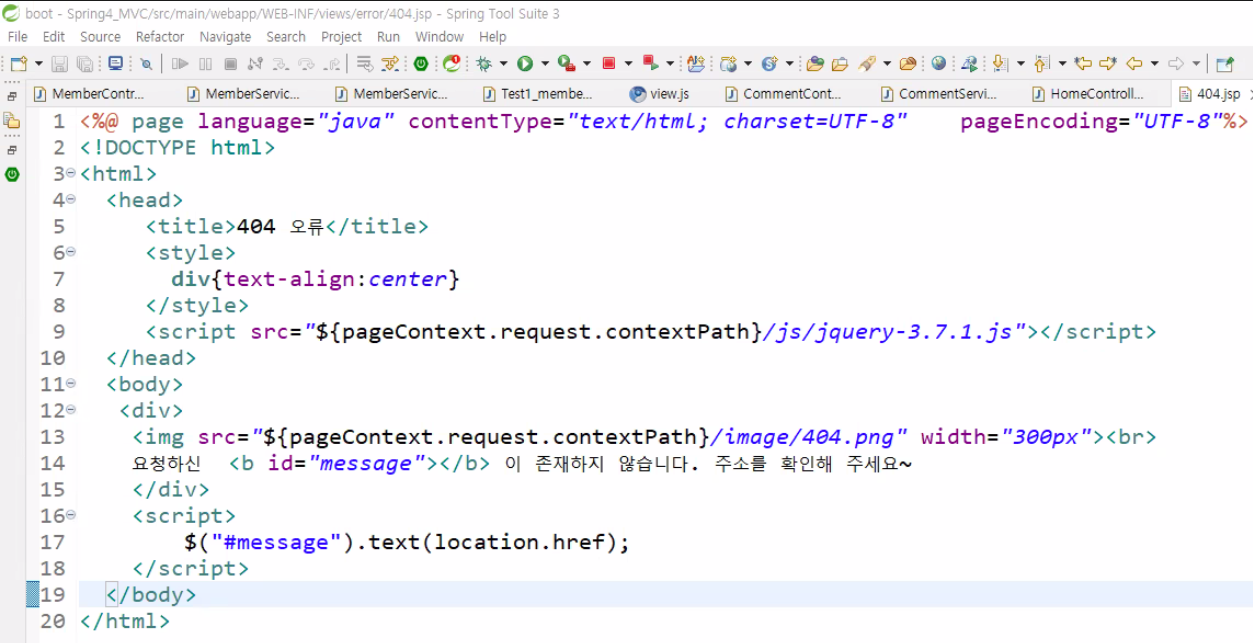 boot - Spring4_MVC/src/main/webapp/WEB-INF/views/error/404.jsp - Spring Tool Suite 3
File Edit Source Refactor Navigate Search Project Run Window Help
MemberContr... MemberServic... MemberServic... Test1_membe... view.js CommentCont... CommentServi... HomeControll... 404.jsp
1 <%@ page language="java" contentType="text/html; charset=UTF-8"    pageEncoding="UTF-8"%>
2 <!DOCTYPE html>
3 <html>
4   <head>
5      <title>404 오류</title>
6      <style>
7        div{text-align:center}
8      </style>
9      <script src="${pageContext.request.contextPath}/js/jquery-3.7.1.js"></script>
10   </head>
11   <body>
12    <div>
13     <img src="${pageContext.request.contextPath}/image/404.png" width="300px"><br>
14     요청하신  <b id="message"></b> 이 존재하지 않습니다. 주소를 확인해 주세요~
15     </div>
16     <script>
17         $("#message").text(location.href);
18     </script>
19   </body>
20 </html>